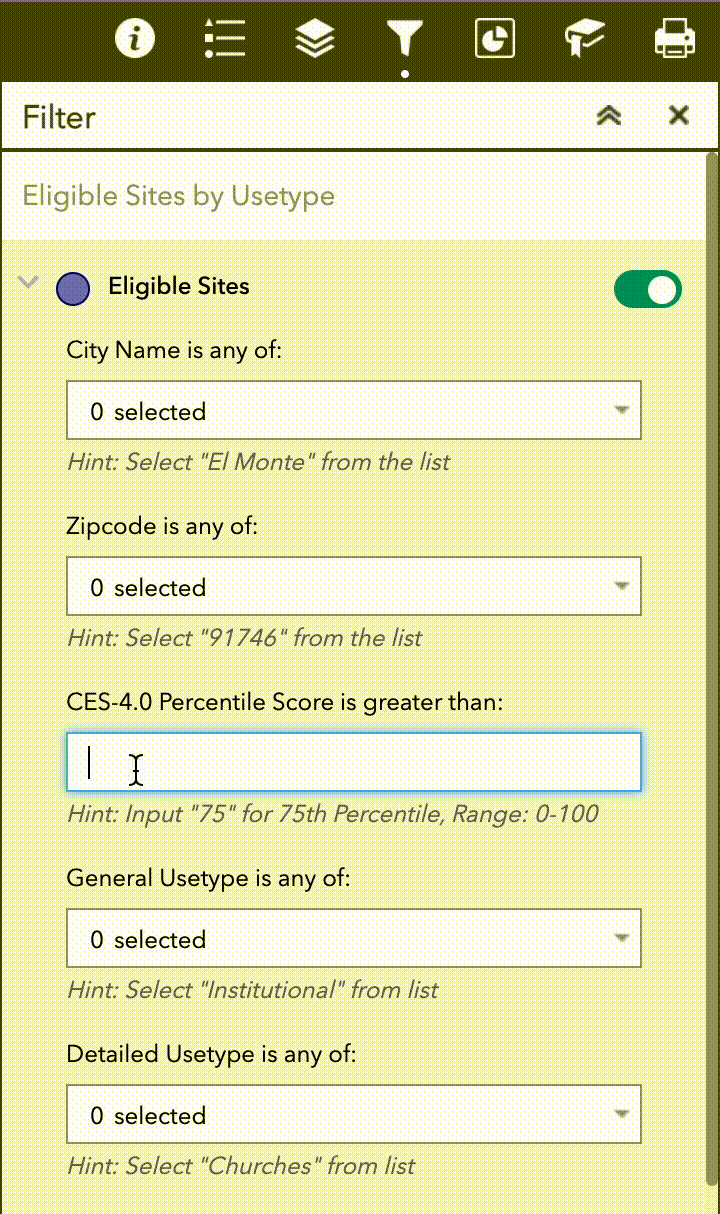 Filter
Eligible Sites by Usetype
Eligible Sites
City Name is any of:
0 selected
Hint: Select "El Monte" from the list
Zipcode is any of:
0 selected
Hint: Select "91746" from the list
CES-4.0 Percentile Score is greater than:
Hint: Input "75" for 75th Percentile, Range: 0-100
General Usetype is any of:
0 selected
Hint: Select "Institutional" from list
Detailed Usetype is any of:
0 selected
Hint: Select "Churches" from list